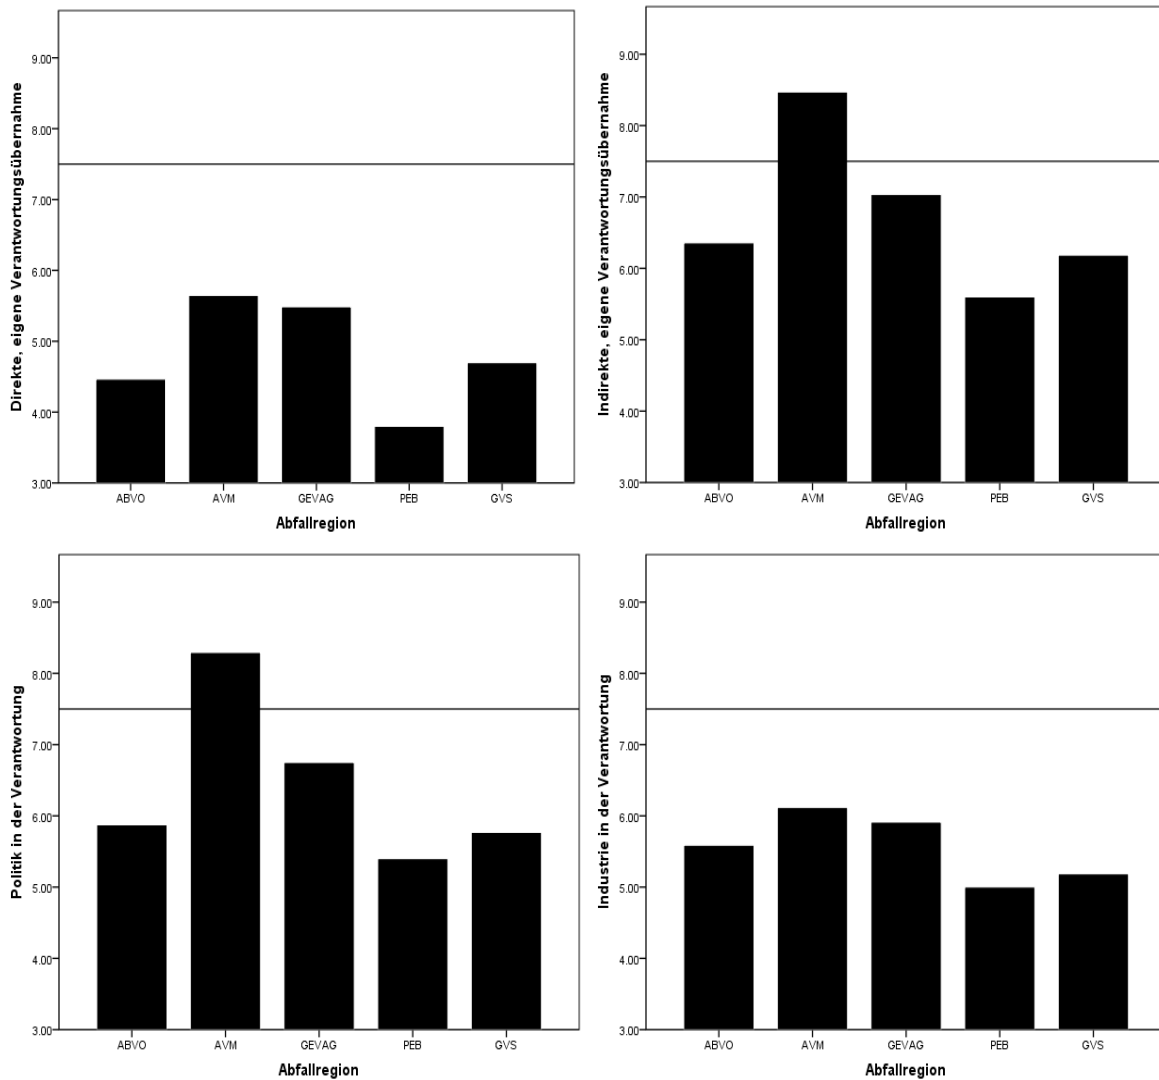 Direkte, eigene Verantwortungsübernahme
9.00
8.00
7.00
6.00
5.00
4.00
3.00
ABVO AVM GEVAG PEB GVS
Abfallregion
Indirekte, eigene Verantwortungsübernahme
9.00
8.00
7.00
6.00
5.00
4.00
3.00
ABVO AVM GEVAG PEB GVS
Abfallregion
Politik in der Verantwortung
9.00
8.00
7.00
6.00
5.00
4.00
3.00
ABVO AVM GEVAG PEB GVS
Abfallregion
Industrie in der Verantwortung
9.00
8.00
7.00
6.00
5.00
4.00
3.00
ABVO AVM GEVAG PEB GVS
Abfallregion